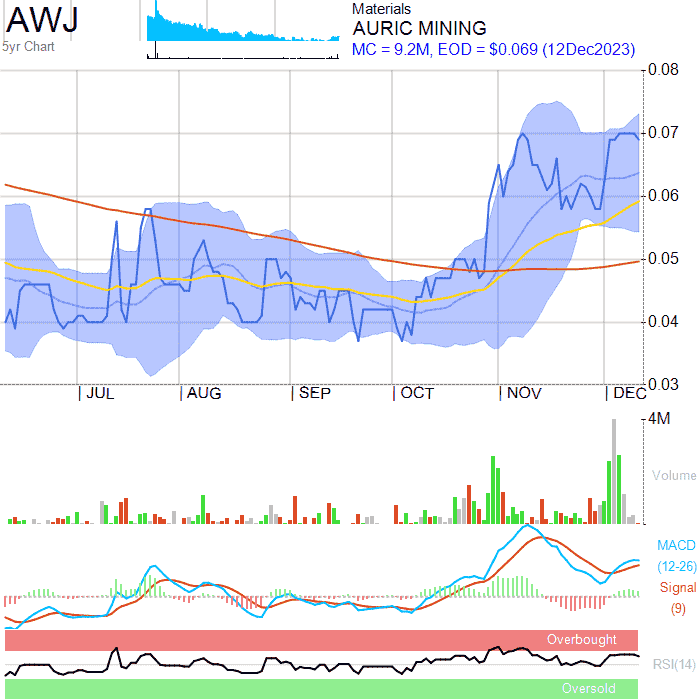 AWJ
5yr Chart
Materials
AURIC MINING
MC = 9.2M, EOD = $0.069 (12Dec2023)
0.08
0.07
0.06
0.05
0.04
0.03
JUL AUG SEP OCT NOV DEC
4M
Volume
MACD
(12-26)
Signal
(9)
Overbought
RSI(14)
Oversold